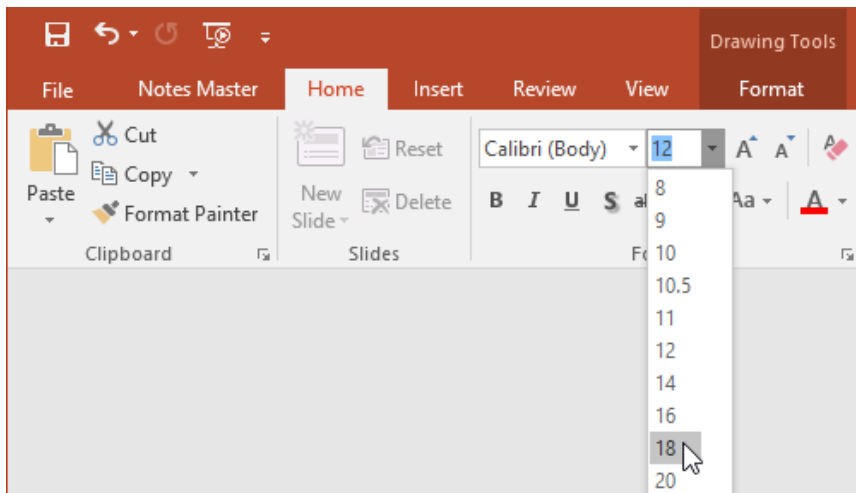 Drawing Tools
File Notes Master Home Insert Review View Format
Cut
Copy
Format Painter
Paste
Clipboard
New
Slide
Reset
Delete
Slides
Calibri (Body) 12
B I U S Aa A
8
9
10
10.5
11
12
14
16
18
20